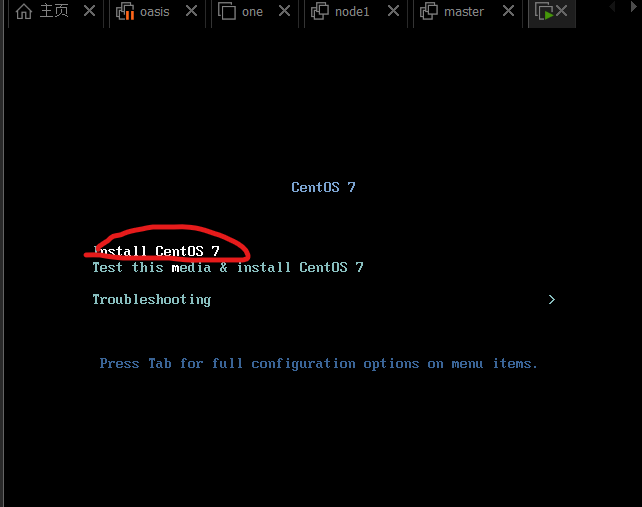 主页 oasis one node1 master
CentOS 7
Install CentOS 7
Test this media & install CentOS 7
Troubleshooting >
Press Tab for full configuration options on menu items.